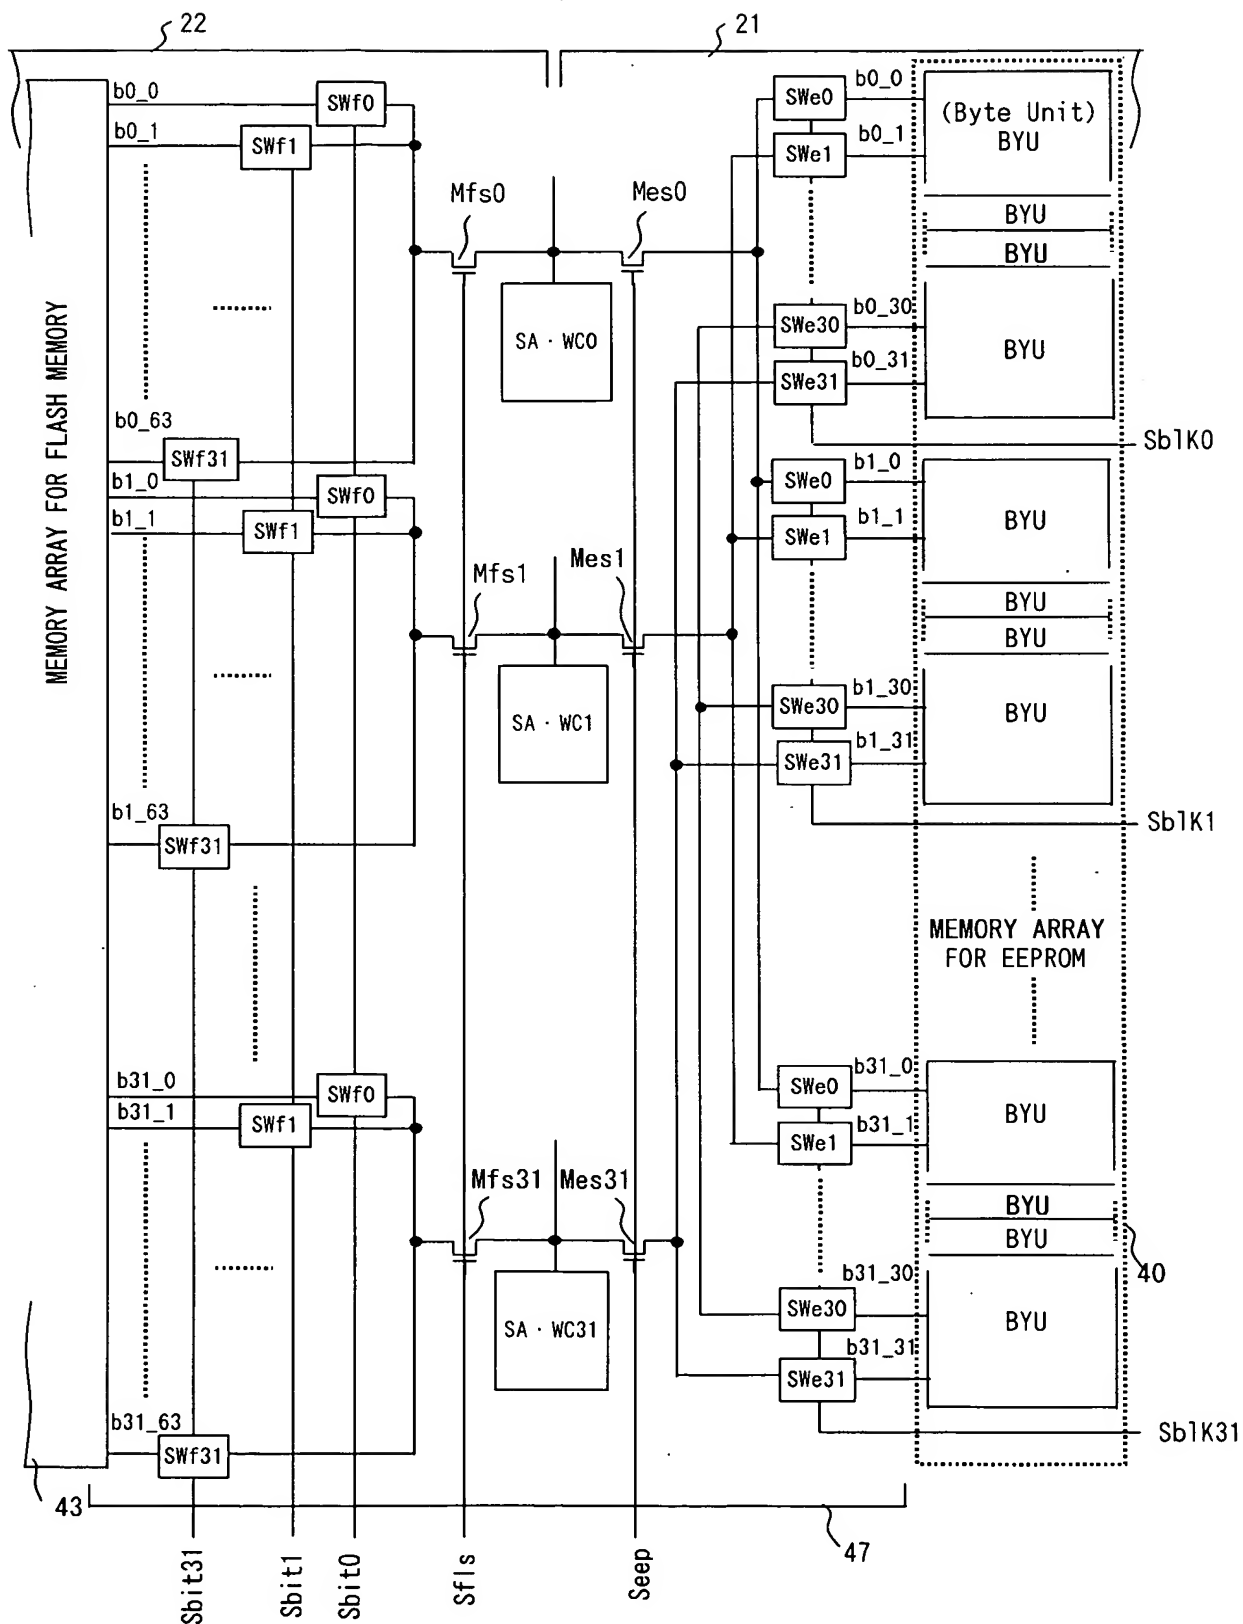 22
21
b0_0
SWf0
b0_1
SWf1
b0_63
SWf31
b1_0
SWf0
b1_1
SWf1
b1_63
SWf31
b31_0
SWf0
b31_1
SWf1
b31_63
SWf31
MEMORY ARRAY FOR FLASH MEMORY
43
Mfs0
Mes0
SA · WC0
Mfs1
Mes1
SA · WC1
Mfs31
Mes31
SA · WC31
SWe0
b0_0
SWe1
b0_1
SWe30
b0_30
SWe31
b0_31
(Byte Unit)
BYU
BYU
BYU
BYU
SblK0
SWe0
b1_0
SWe1
b1_1
SWe30
b1_30
SWe31
b1_31
BYU
BYU
BYU
BYU
SblK1
MEMORY ARRAY
FOR EEPROM
SWe0
b31_0
SWe1
b31_1
SWe30
b31_30
SWe31
b31_31
BYU
BYU
BYU
BYU
40
SblK31
47
Sbit31
Sbit1
Sbit0
Sfls
Seep